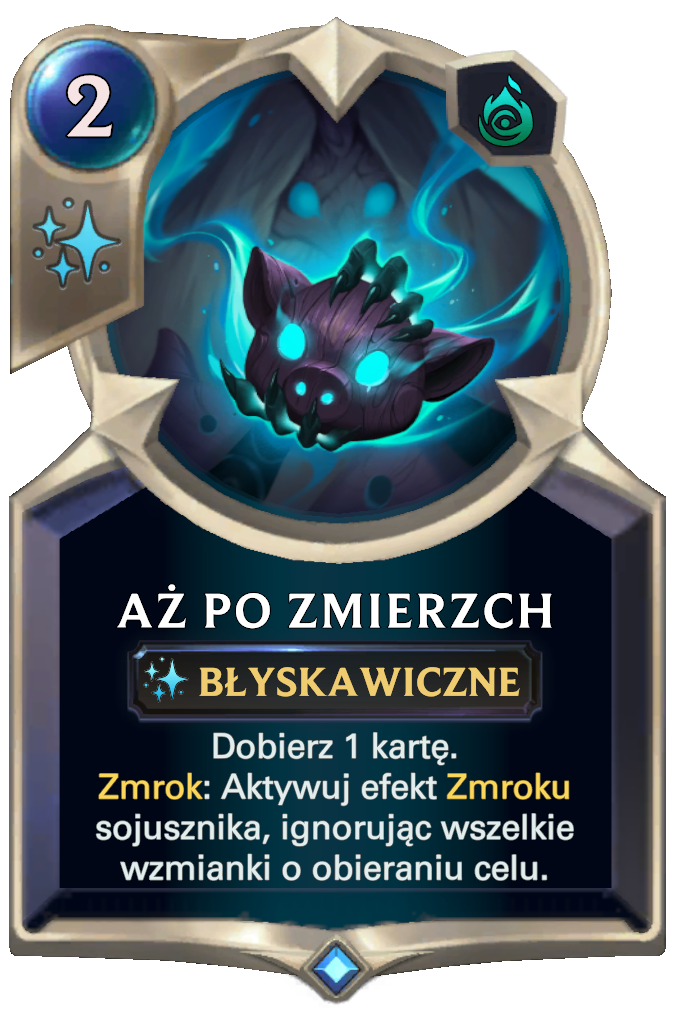 2
AŻ PO ZMIERZCH
BŁYSKAWICZNE
Dobierz 1 kartę.
Zmrok: Aktywuj efekt Zmroku
sojusznika, ignorując wszelkie
wzmianki o obieraniu celu.